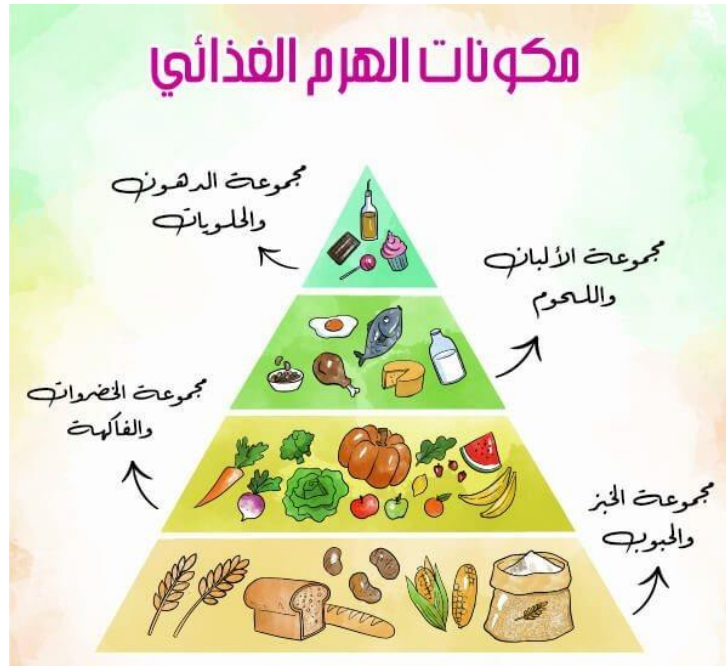 مكونات الهرم الغذائي
مجموعة الدهون
والحلويات
مجموعة الألبان
واللحوم
مجموعة الخضروات
والفاكهة
مجموعة الخبز
والحبوب